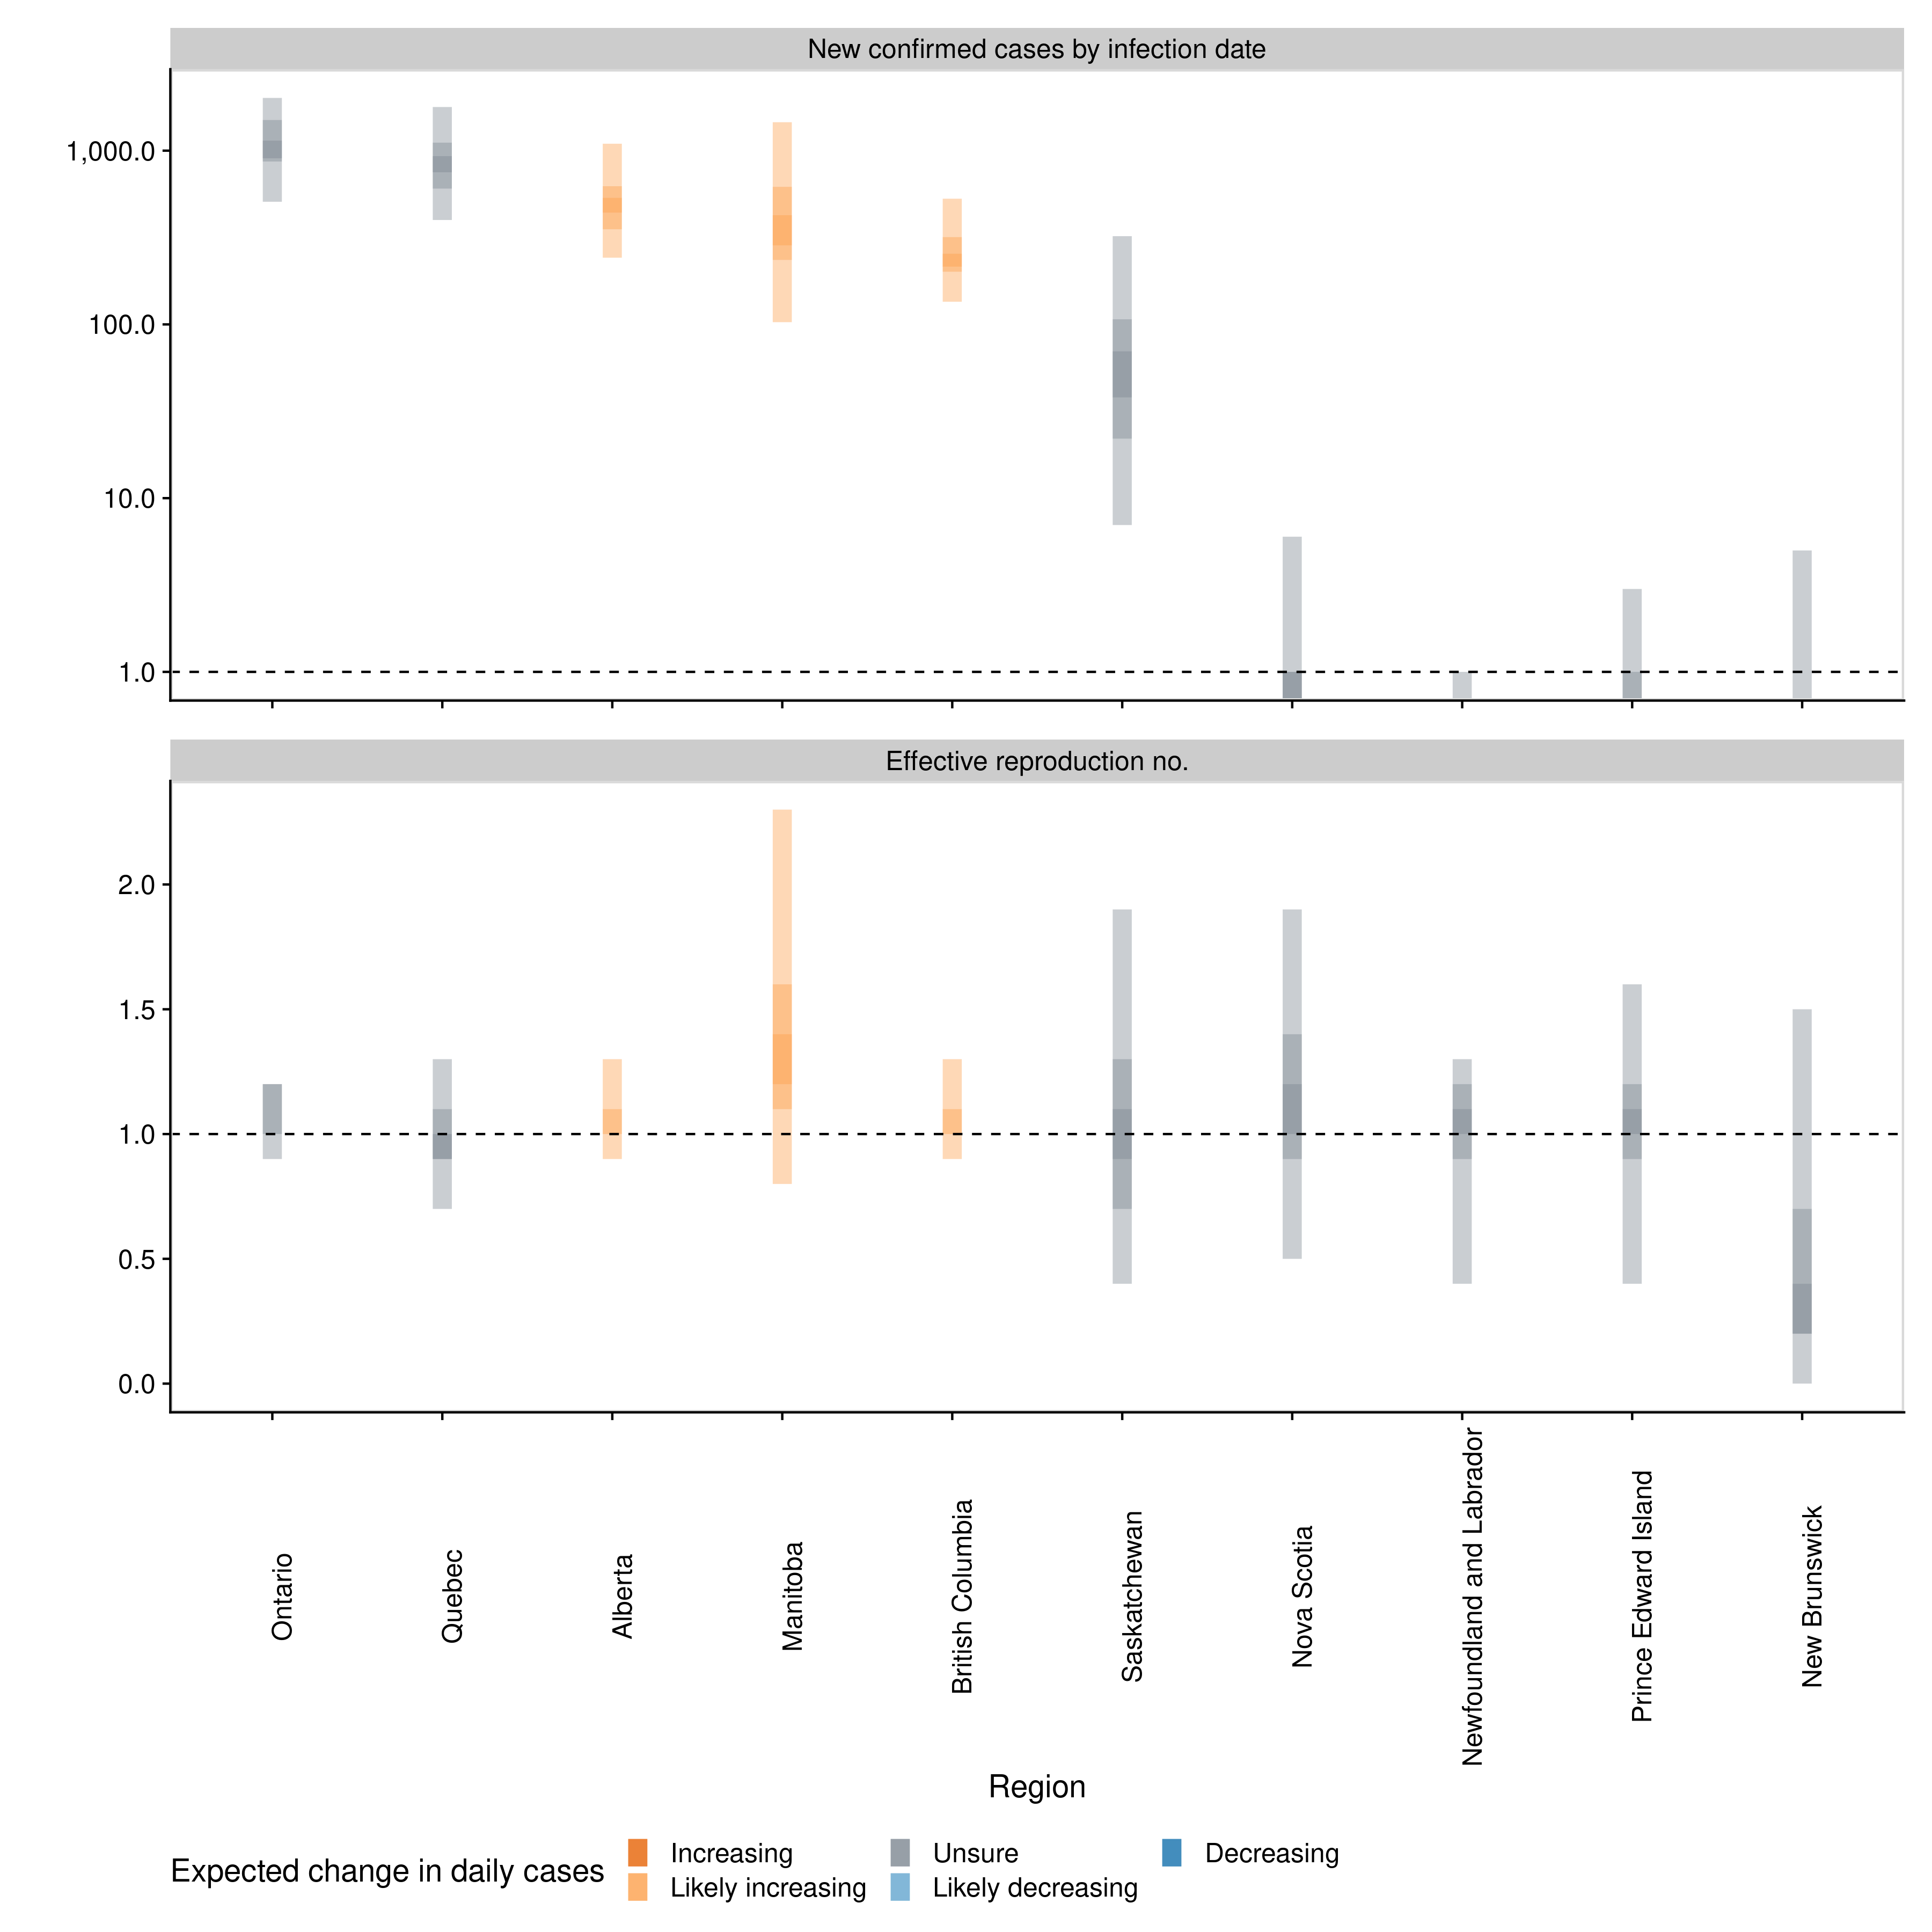 New confirmed cases by infection date
1,000.0
100.0
10.0
1.0
Effective reproduction no.
2.0
1.5
1.0
0.5
0.0
Ontario
Quebec
Alberta
Manitoba
British Columbia
Saskatchewan
Nova Scotia
Newfoundland and Labrador
Prince Edward Island
New Brunswick
Region
Expected change in daily cases
Increasing
Unsure
Decreasing
Likely increasing
Likely decreasing